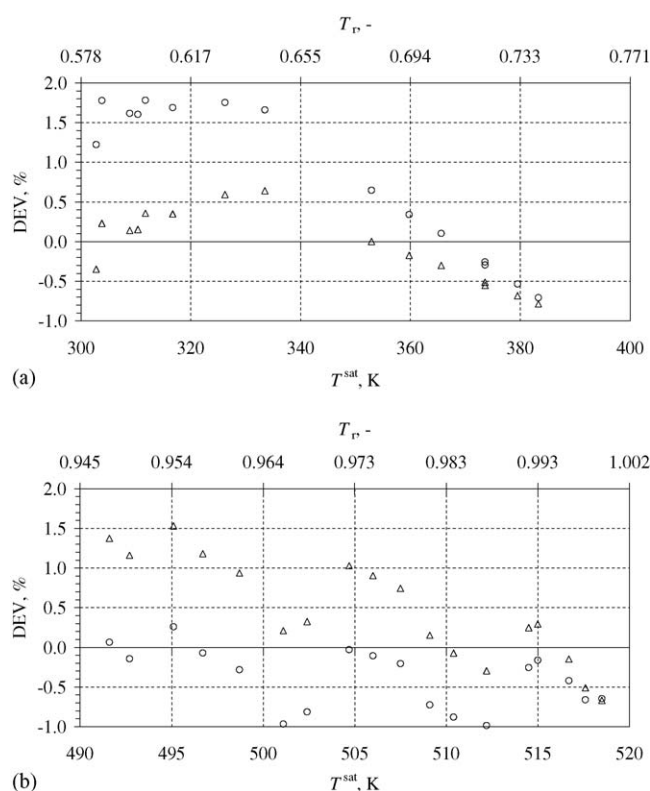 T_r, -
0.578 0.617 0.655 0.694 0.733 0.771
2.0
1.5
1.0
0.5
0.0
-0.5
-1.0
DEV, %
300 320 340 360 380 400
(a)
T^sat, K
T_r, -
0.945 0.954 0.964 0.973 0.983 0.993 1.002
2.0
1.5
1.0
0.5
0.0
-0.5
-1.0
DEV, %
490 495 500 505 510 515 520
(b)
T^sat, K